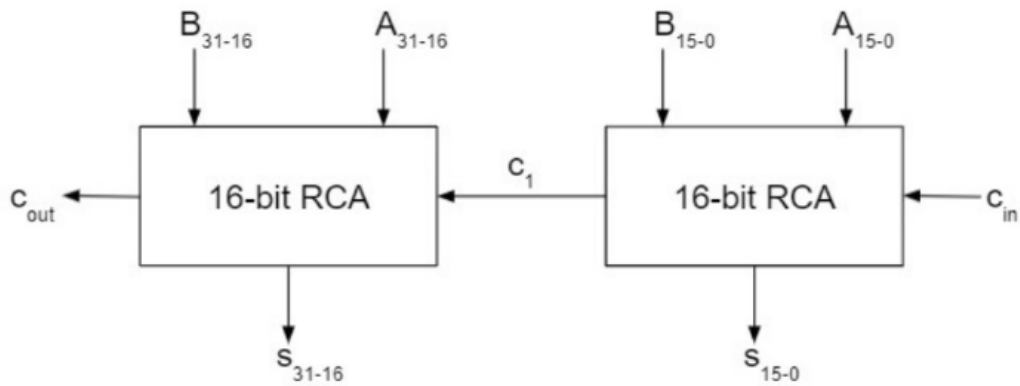 B31-16 A31-16 B15-0 A15-0
cout 16-bit RCA c1 16-bit RCA cin
s31-16 s15-0